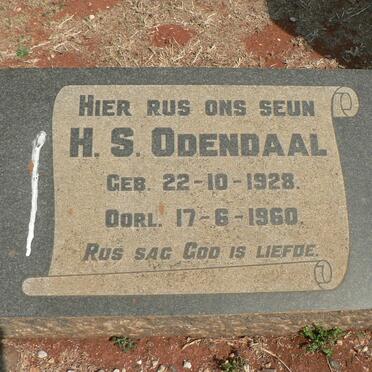 HIER RUS ONS SEUN
H. S. ODENDAAL
GEB. 22-10-1928.
OORL. 17-6-1960.
RUS SAG GOD IS LIEFDE.